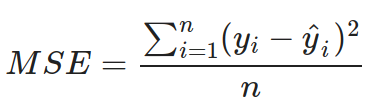 MSE = \frac{\sum_{i=1}^{n}(y_i - \hat{y}_i)^2}{n}